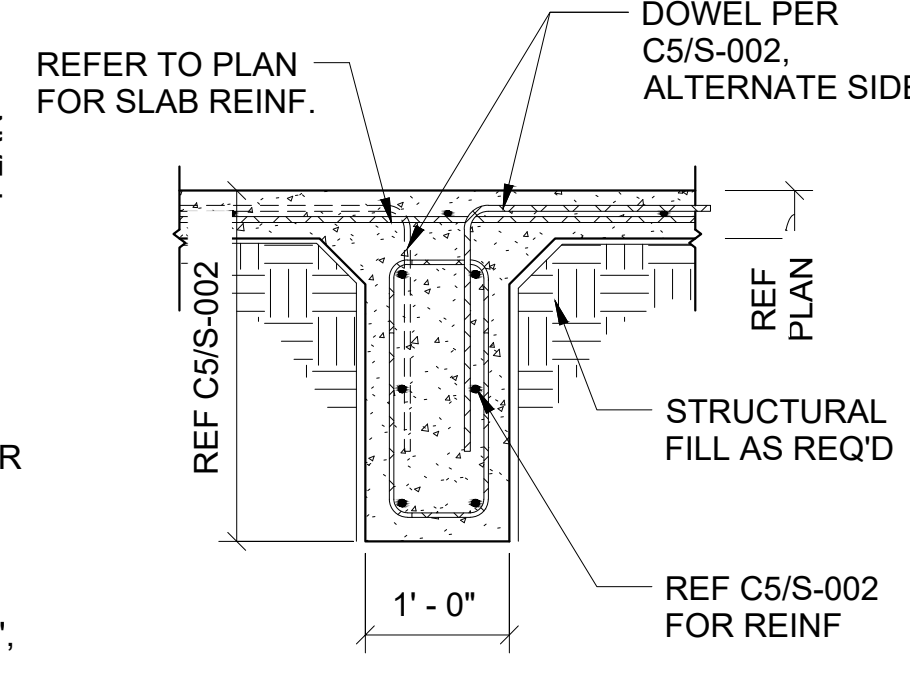 DOWEL PER
C5/S-002,
ALTERNATE SIDE
REFER TO PLAN
FOR SLAB REINF.
REF C5/S-002
REF
PLAN
STRUCTURAL
FILL AS REQ'D
R
1' - 0"
REF C5/S-002
FOR REINF
',